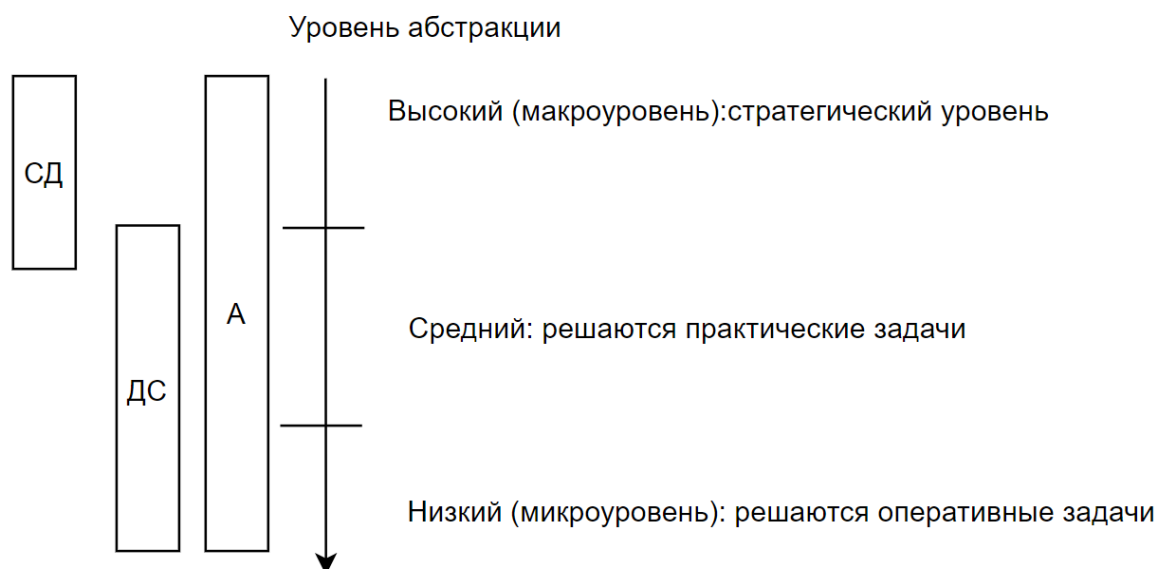 Уровень абстракции
Высокий (макроуровень):стратегический уровень
СД
А
Средний: решаются практические задачи
ДС
Низкий (микроуровень): решаются оперативные задачи